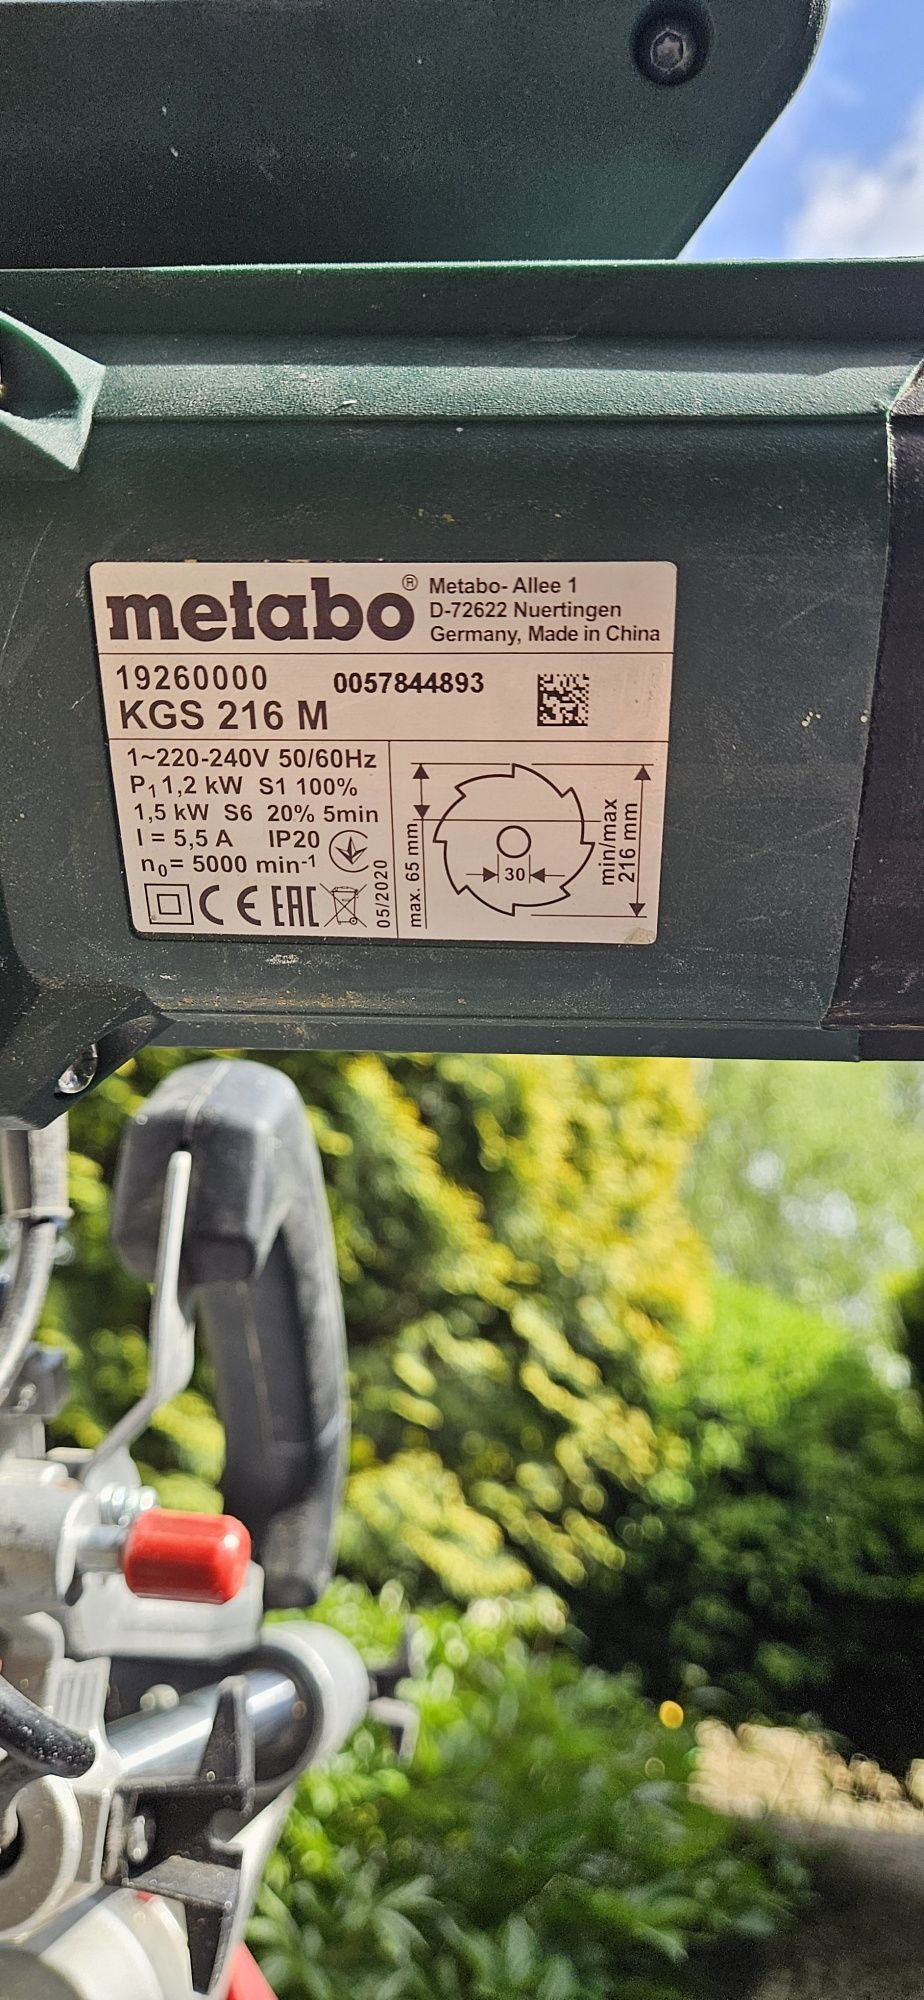 metabo®
Metabo- Allee 1
D-72622 Nuertingen
Germany, Made in China
19260000 0057844893
KGS 216 M
1~220-240V 50/60Hz
P₁ 1,2 kW S1 100%
1,5 kW S6 20% 5min
I = 5,5 A IP20
n₀= 5000 min⁻¹
CE EAC
05/2020
max. 65 mm
30
min/max
216 mm